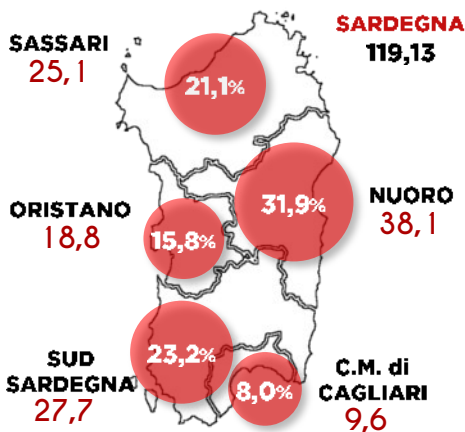 SARDEGNA
119,13
SASSARI
25,1
21,1%
ORISTANO
18,8
15,8%
31,9%
NUORO
38,1
SUD
SARDEGNA
27,7
23,2%
8,0%
C.M. di
CAGLIARI
9,6